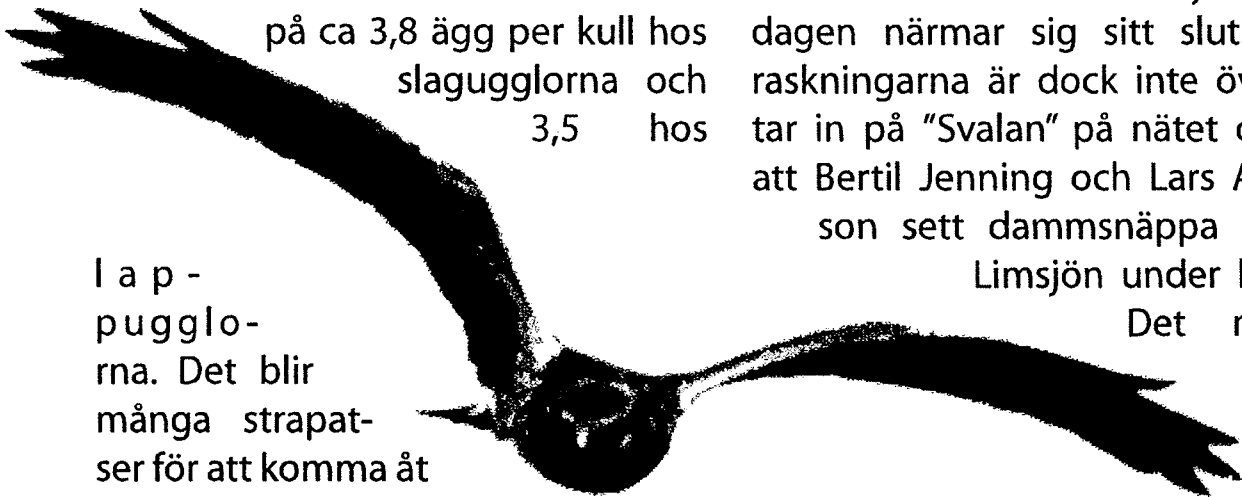 på ca 3,8 ägg per kull hos
slagugglorna och
3,5 hos
lap-
pugglo-
rna. Det blir
många strapat-
ser för att komma åt
dagen närmar sig sitt slut
raskningarna är dock inte
tar in på "Svalan" på nätet
att Bertil Jenning och Lars
son sett dammsnäppa
Limsjön under
Det